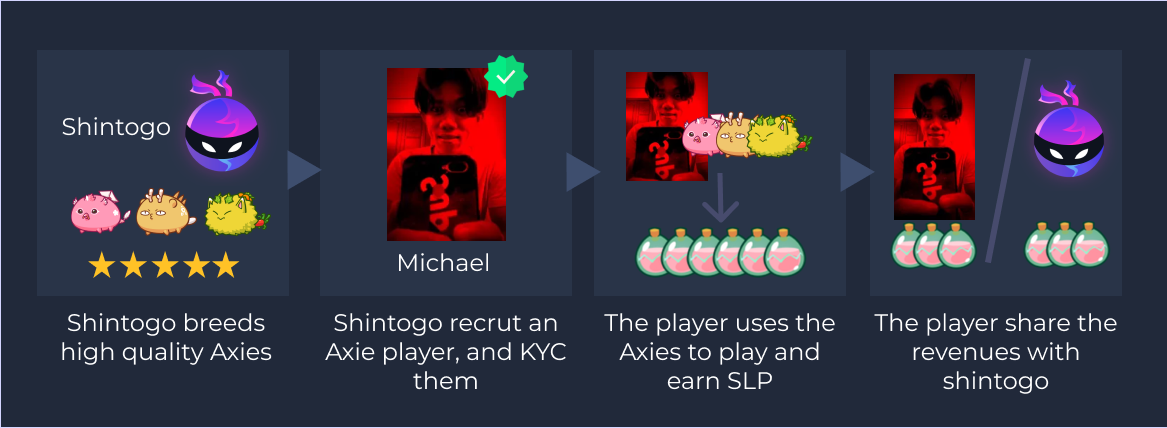 Shintogo
Michael
Shintogo breeds
high quality Axies
Shintogo recrut an
Axie player, and KYC
them
The player uses the
Axies to play and
earn SLP
The player share the
revenues with
shintogo